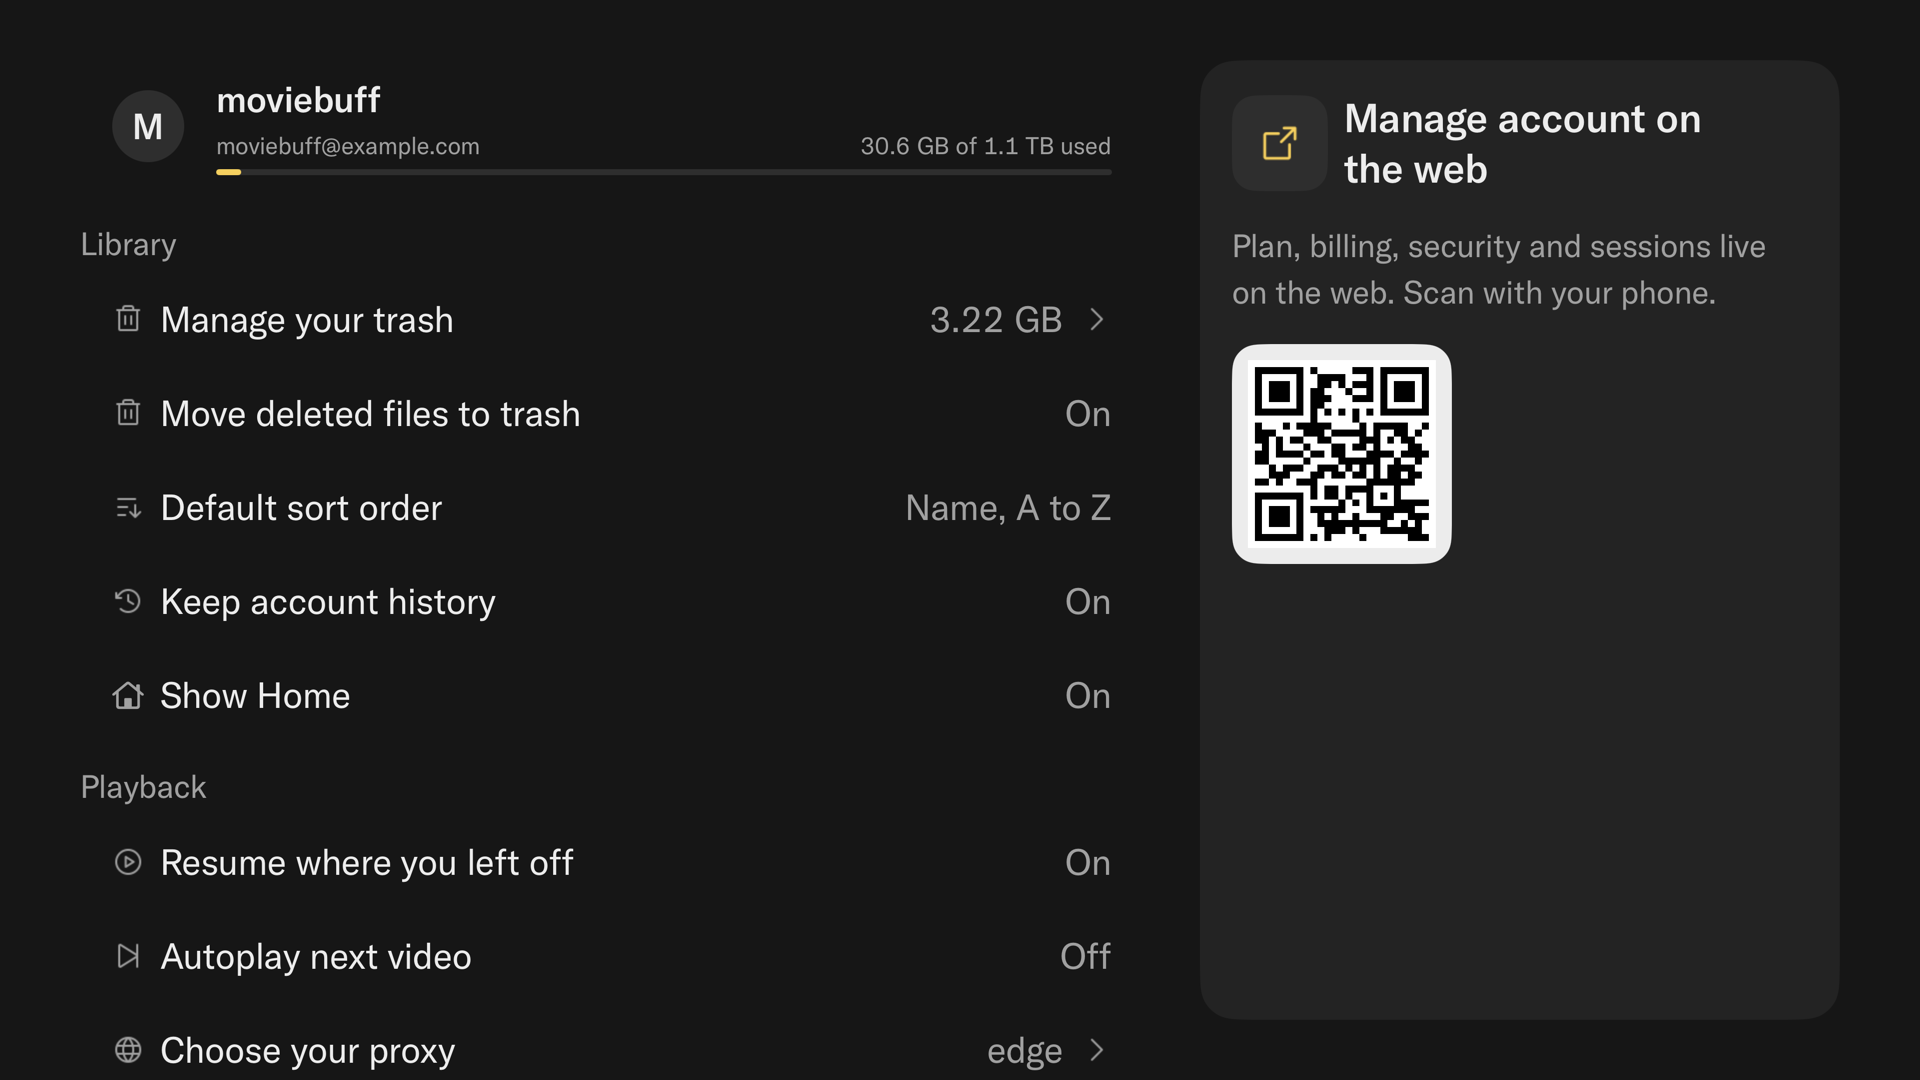 M
moviebuff
moviebuff@example.com
30.6 GB of 1.1 TB used
Library
Manage your trash
3.22 GB
Move deleted files to trash
On
Default sort order
Name, A to Z
Keep account history
On
Show Home
On
Playback
Resume where you left off
On
Autoplay next video
Off
Choose your proxy
edge
Manage account on
the web
Plan, billing, security and sessions live
on the web. Scan with your phone.